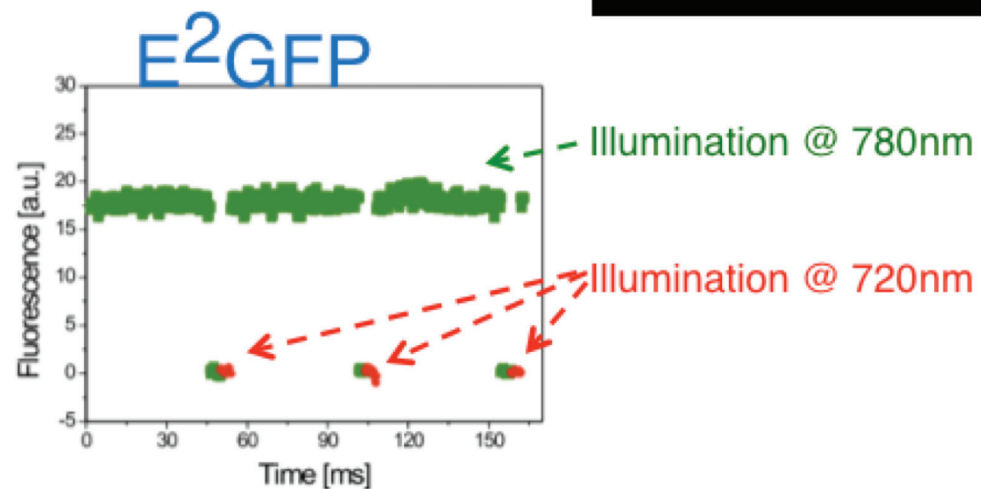 E²GFP
30
25
20
15
10
5
0
-5
Fluorescence [a.u.]
0 30 60 90 120 150
Time [ms]
Illumination @ 780nm
Illumination @ 720nm